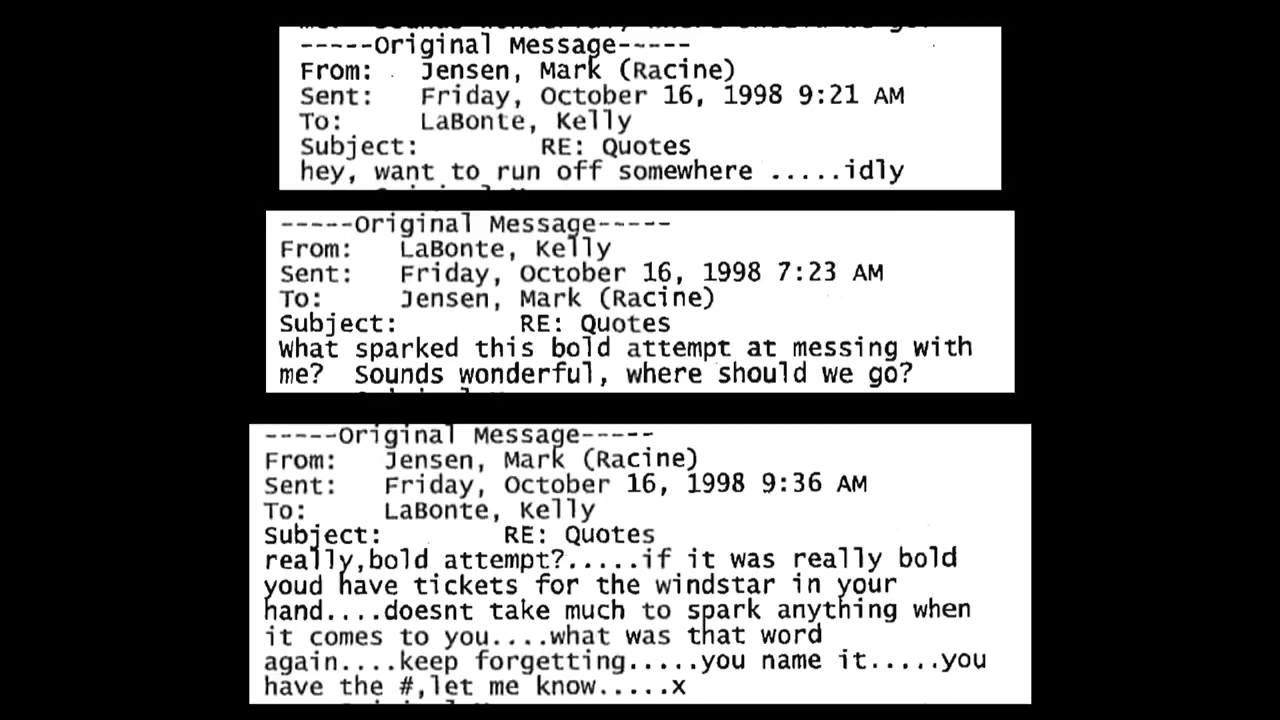 -----Original Message-----
From: Jensen, Mark (Racine)
Sent: Friday, October 16, 1998 9:21 AM
To: LaBonte, Kelly
Subject: RE: Quotes
hey, want to run off somewhere .....idly
-----Original Message-----
From: LaBonte, Kelly
Sent: Friday, October 16, 1998 7:23 AM
To: Jensen, Mark (Racine)
Subject: RE: Quotes
what sparked this bold attempt at messing with
me? Sounds wonderful, where should we go?
-----Original Message-----
From: Jensen, Mark (Racine)
Sent: Friday, October 16, 1998 9:36 AM
To: LaBonte, Kelly
Subject: RE: Quotes
really,bold attempt?.....if it was really bold
youd have tickets for the windstar in your
hand....doesnt take much to spark anything when
it comes to you....what was that word
again....keep forgetting.....you name it.....you
have the #,let me know.....x